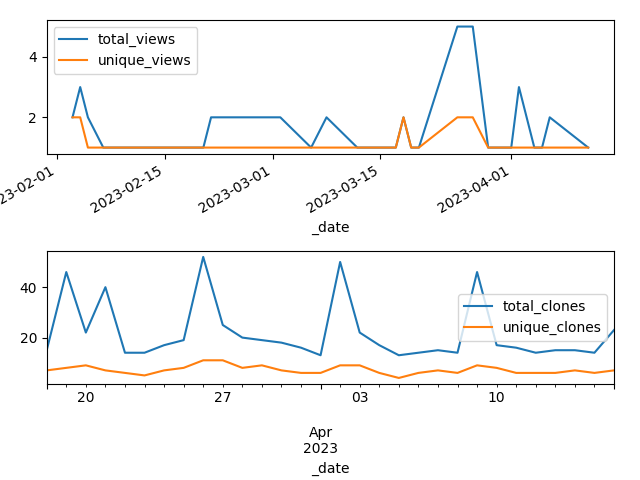 4
2
total_views
unique_views
2023-02-01
2023-02-15
2023-03-01
2023-03-15
2023-04-01
_date
40
20
total_clones
unique_clones
20
27
03
10
Apr
2023
_date